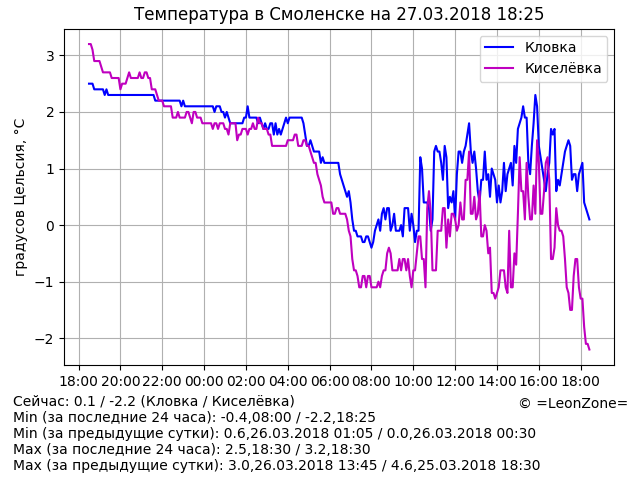 Температура в Смоленске на 27.03.2018 18:25
Кловка
Киселёвка
градусов Цельсия, °C
3
2
1
0
−1
−2
18:00 20:00 22:00 00:00 02:00 04:00 06:00 08:00 10:00 12:00 14:00 16:00 18:00
Сейчас: 0.1 / -2.2 (Кловка / Киселёвка)
© =LeonZone=
Min (за последние 24 часа): -0.4,08:00 / -2.2,18:25
Min (за предыдущие сутки): 0.6,26.03.2018 01:05 / 0.0,26.03.2018 00:30
Max (за последние 24 часа): 2.5,18:30 / 3.2,18:30
Max (за предыдущие сутки): 3.0,26.03.2018 13:45 / 4.6,25.03.2018 18:30